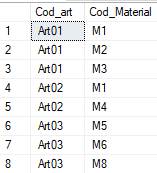 Cod_art Cod_Material
1 Art01 M1
2 Art01 M2
3 Art01 M3
4 Art02 M1
5 Art02 M4
6 Art03 M5
7 Art03 M6
8 Art03 M8